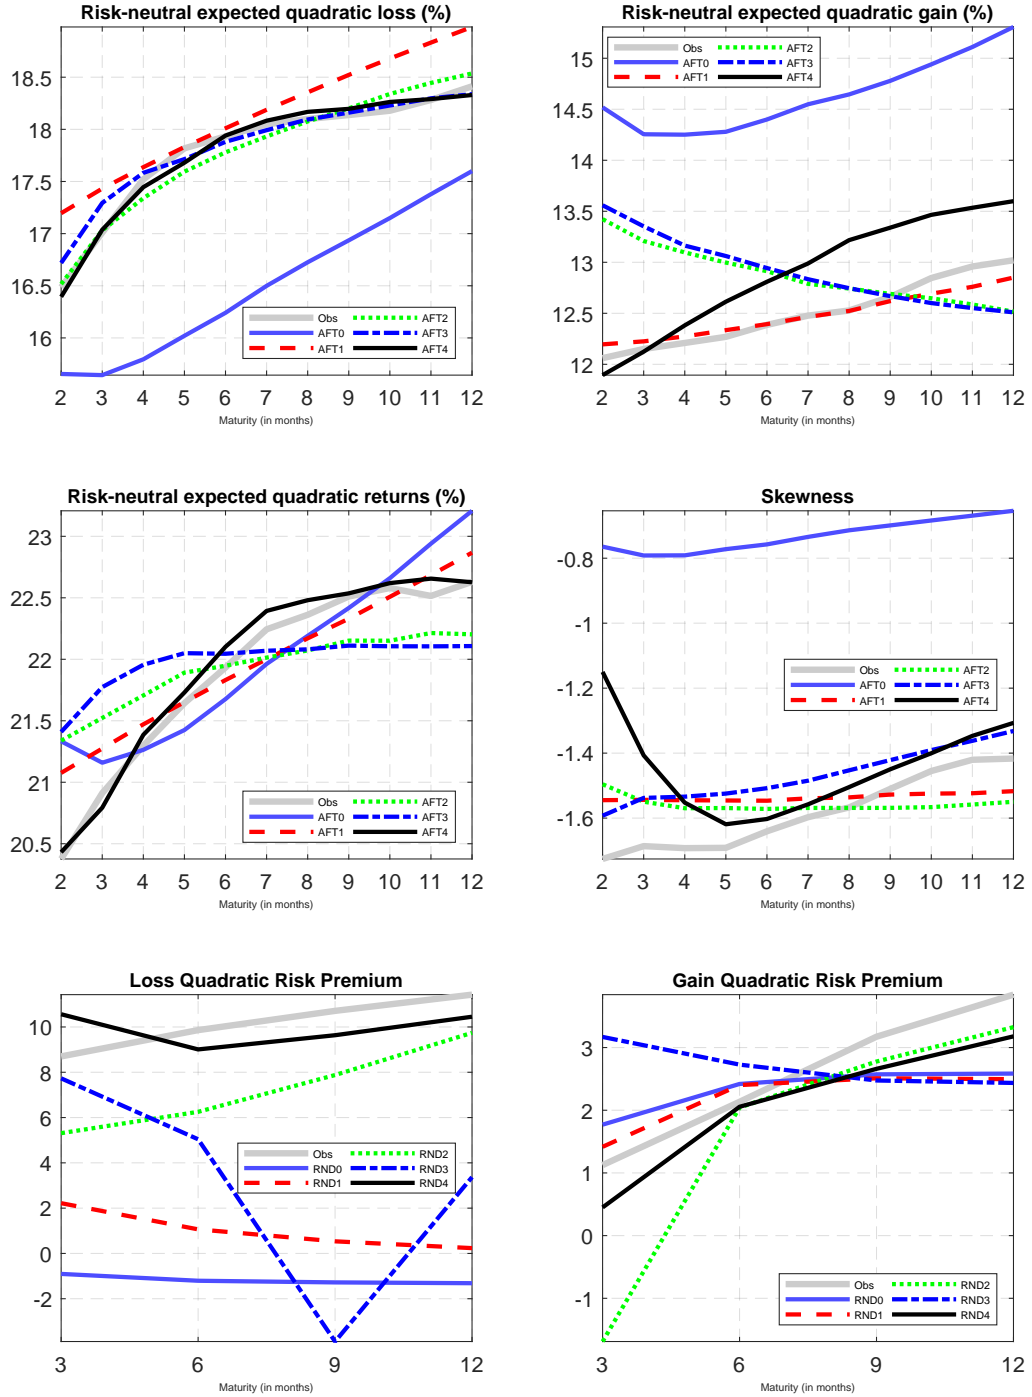 Risk-neutral expected quadratic loss (%)
18.5
18
17.5
17
16.5
16
Obs
AFT0
AFT1
AFT2
AFT3
AFT4
2 3 4 5 6 7 8 9 10 11 12
Maturity (in months)
Risk-neutral expected quadratic gain (%)
15
14.5
14
13.5
13
12.5
12
Obs
AFT0
AFT1
AFT2
AFT3
AFT4
2 3 4 5 6 7 8 9 10 11 12
Maturity (in months)
Risk-neutral expected quadratic returns (%)
23
22.5
22
21.5
21
20.5
Obs
AFT0
AFT1
AFT2
AFT3
AFT4
2 3 4 5 6 7 8 9 10 11 12
Maturity (in months)
Skewness
-0.8
-1
-1.2
-1.4
-1.6
Obs
AFT0
AFT1
AFT2
AFT3
AFT4
2 3 4 5 6 7 8 9 10 11 12
Maturity (in months)
Loss Quadratic Risk Premium
10
8
6
4
2
0
-2
Obs
RND0
RND1
RND2
RND3
RND4
3 6 9 12
Maturity (in months)
Gain Quadratic Risk Premium
3
2
1
0
-1
Obs
RND0
RND1
RND2
RND3
RND4
3 6 9 12
Maturity (in months)